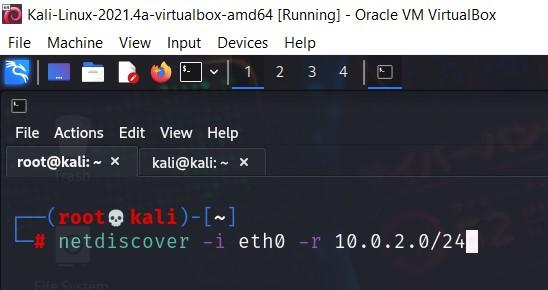 Kali-Linux-2021.4a-virtualbox-amd64 [Running] - Oracle VM VirtualBox
File Machine View Input Devices Help
1 2 3 4
File Actions Edit View Help
root@kali: ~ × kali@kali: ~ ×
Trash
(root💀kali)-[~]
# netdiscover -i eth0 -r 10.0.2.0/24
File System